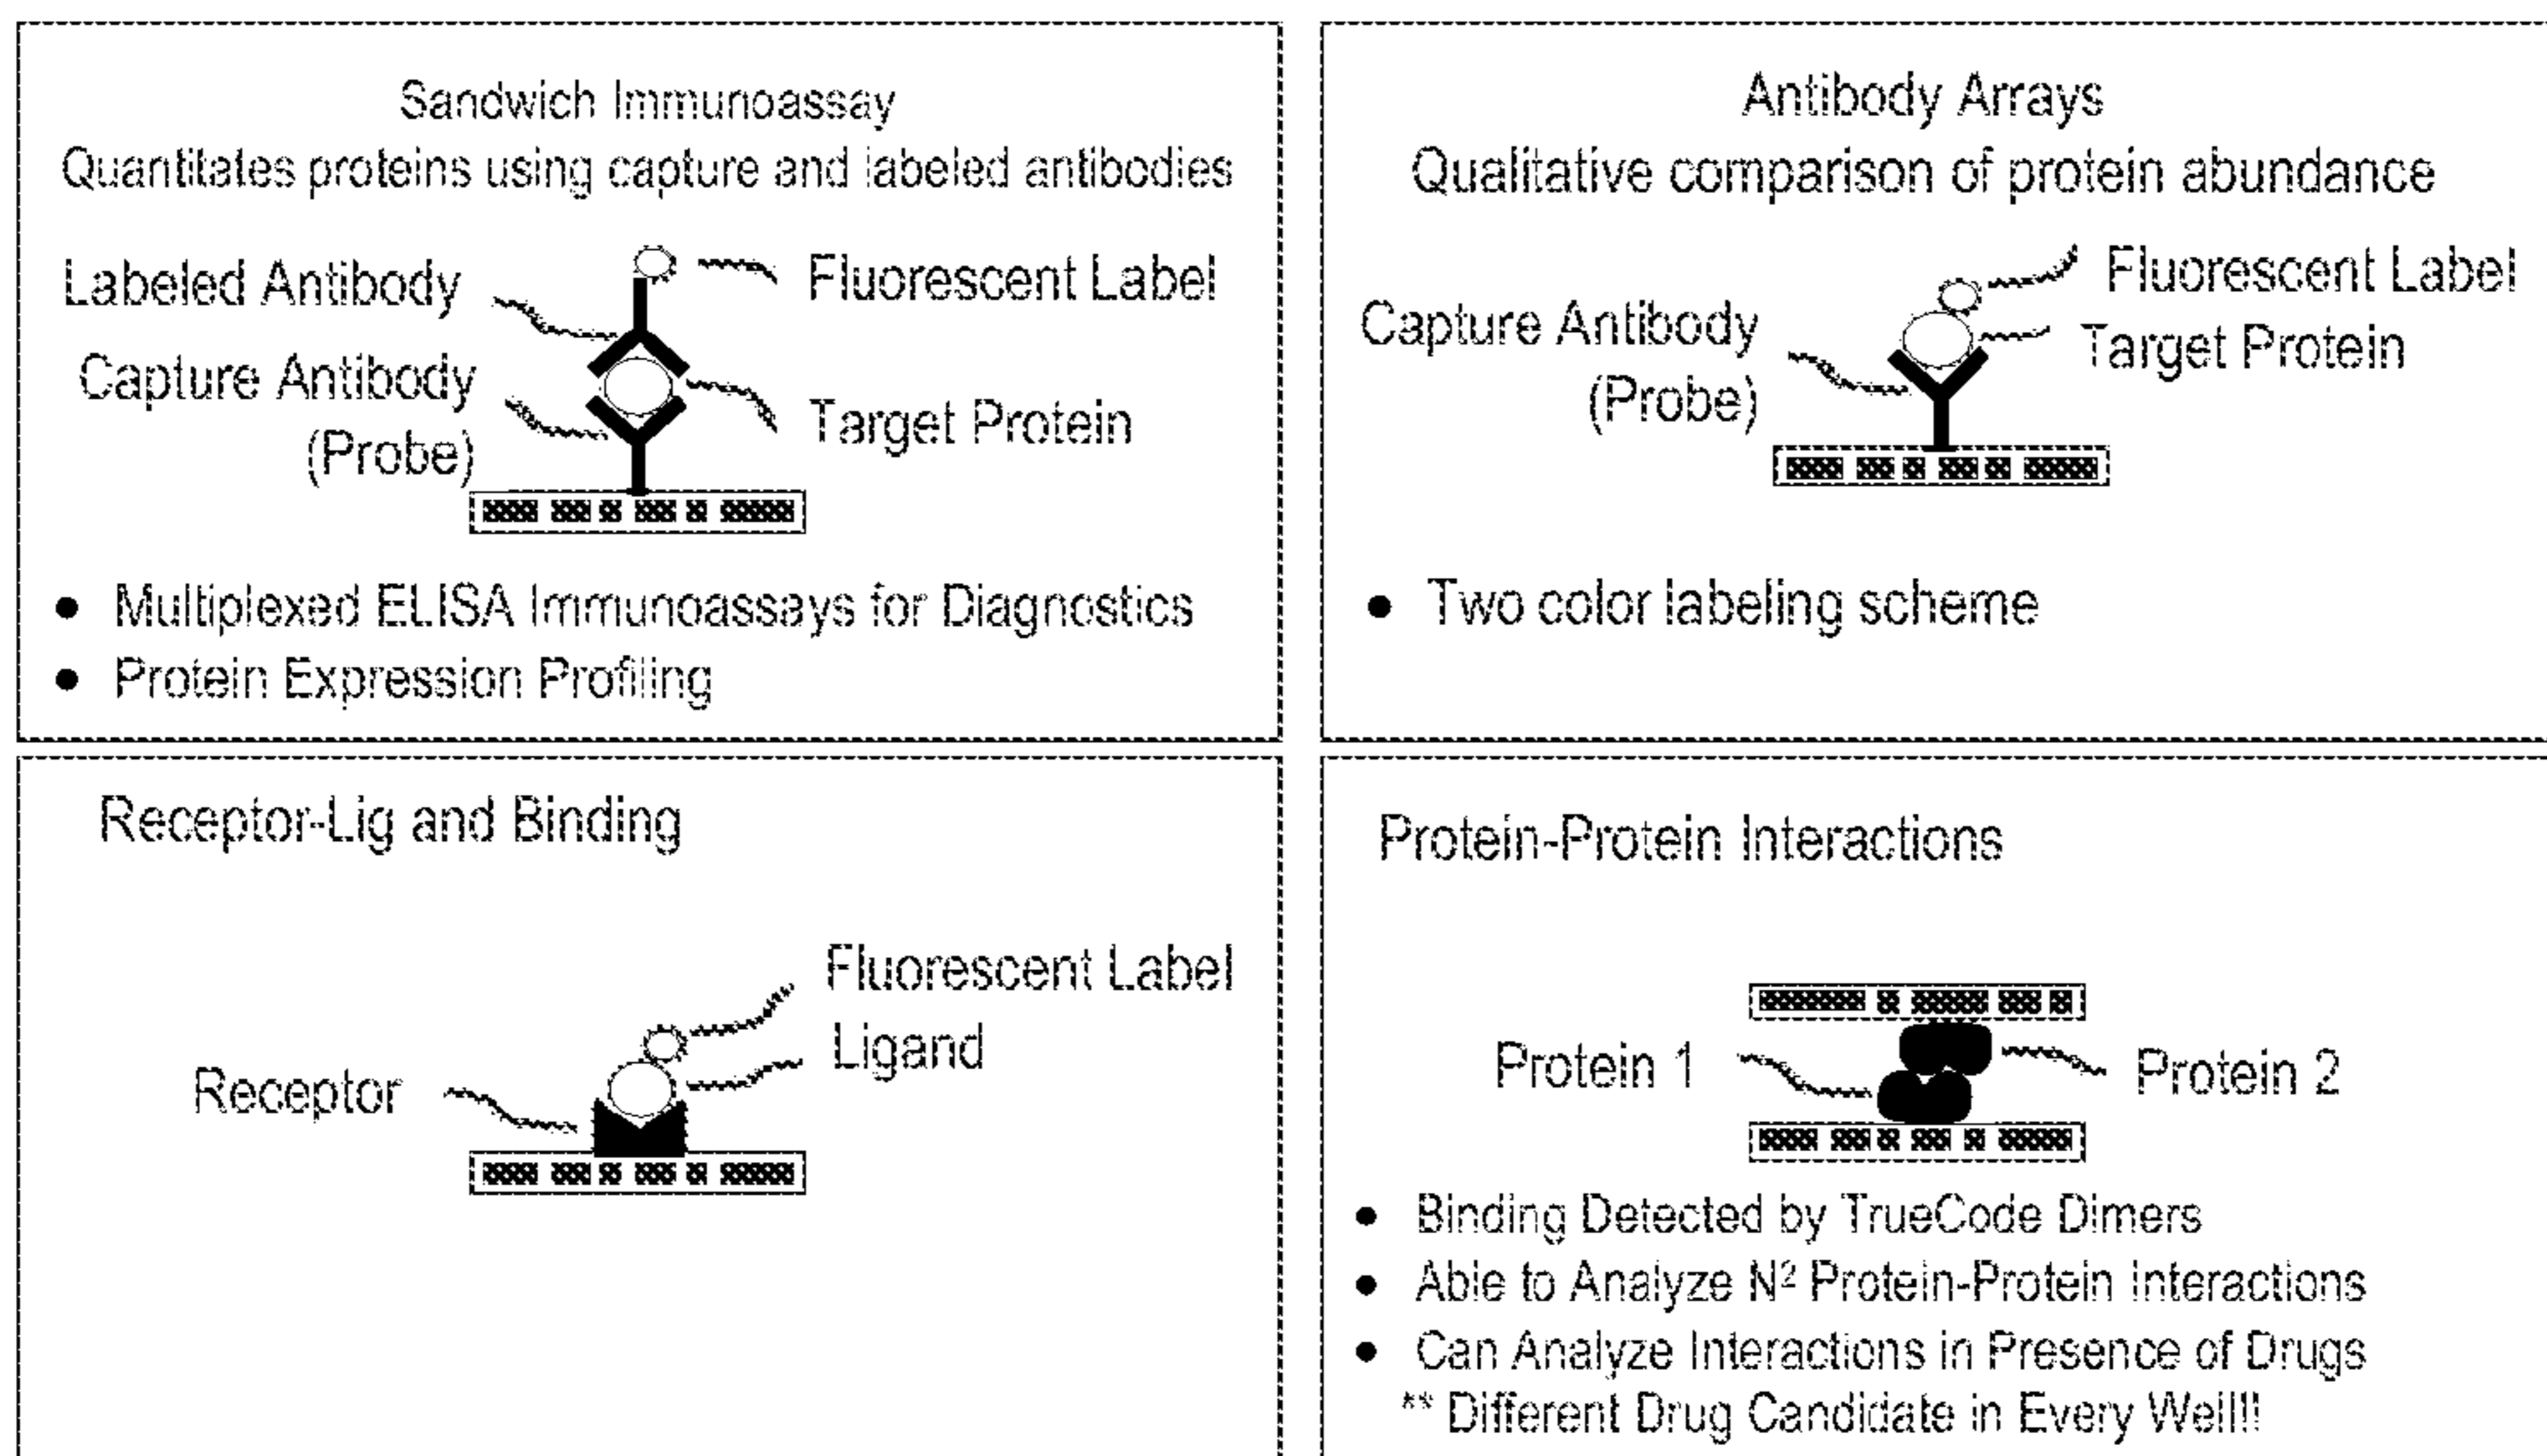 Sandwich Immunoassay
Quantitates proteins using capture and labeled antibodies
Labeled Antibody
Fluorescent Label
Capture Antibody
(Probe)
Target Protein
• Multiplexed ELISA Immunoassays for Diagnostics
• Protein Expression Profiling
Antibody Arrays
Qualitative comparison of protein abundance
Fluorescent Label
Capture Antibody
(Probe)
Target Protein
• Two color labeling scheme
Receptor-Lig and Binding
Fluorescent Label
Ligand
Receptor
Protein-Protein Interactions
Protein 1
Protein 2
• Binding Detected by TrueCode Dimers
• Able to Analyze N² Protein-Protein Interactions
• Can Analyze Interactions in Presence of Drugs
** Different Drug Candidate in Every Well!!